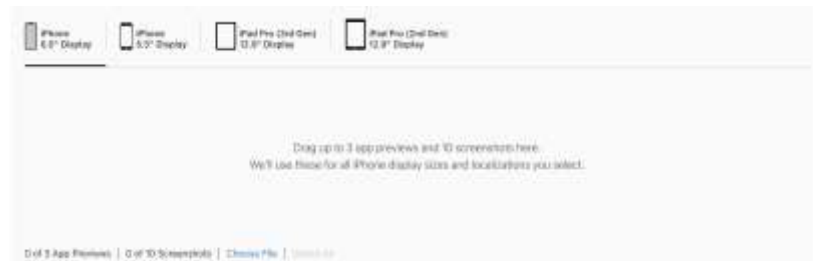 iPhone
6.5" Display
iPhone
5.5" Display
iPad Pro (3rd Gen)
12.9" Display
iPad Pro (2nd Gen)
12.9" Display
Drag up to 3 app previews and 10 screenshots here.
We'll use these for all iPhone display sizes and localizations you select.
0 of 3 App Previews | 0 of 10 Screenshots | Choose File |